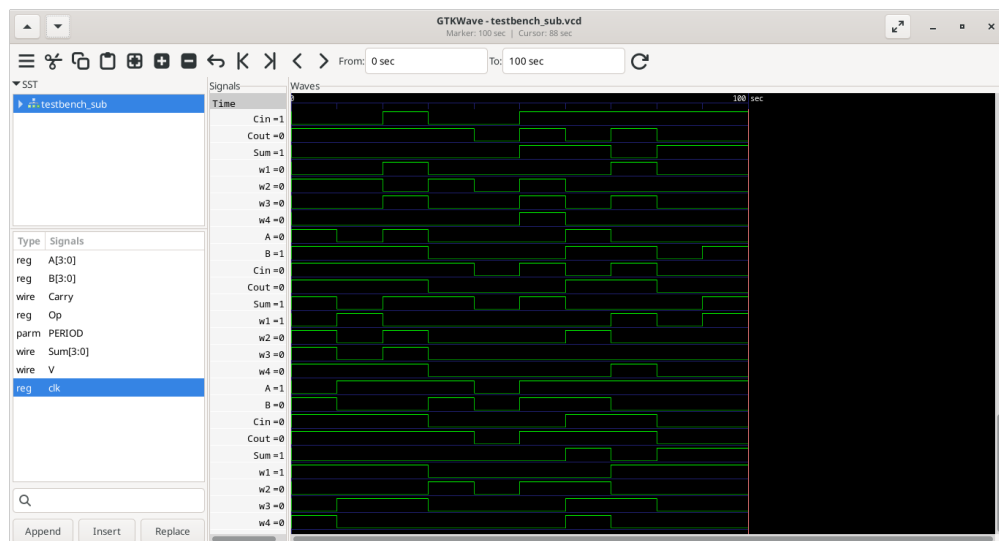 GTKWave - testbench_sub.vcd
Marker: 100 sec | Cursor: 88 sec
From: 0 sec To: 100 sec
SST
testbench_sub
Type Signals
reg A[3:0]
reg B[3:0]
wire Carry
reg Op
parm PERIOD
wire Sum[3:0]
wire V
reg clk
Append Insert Replace
Signals
Time
Cin =1
Cout =0
Sum =1
w1 =0
w2 =0
w3 =0
w4 =0
A =0
B =1
Cin =0
Cout =0
Sum =1
w1 =1
w2 =0
w3 =0
w4 =0
A =1
B =0
Cin =0
Cout =0
Sum =1
w1 =1
w2 =0
w3 =0
w4 =0
Waves
0 100 sec